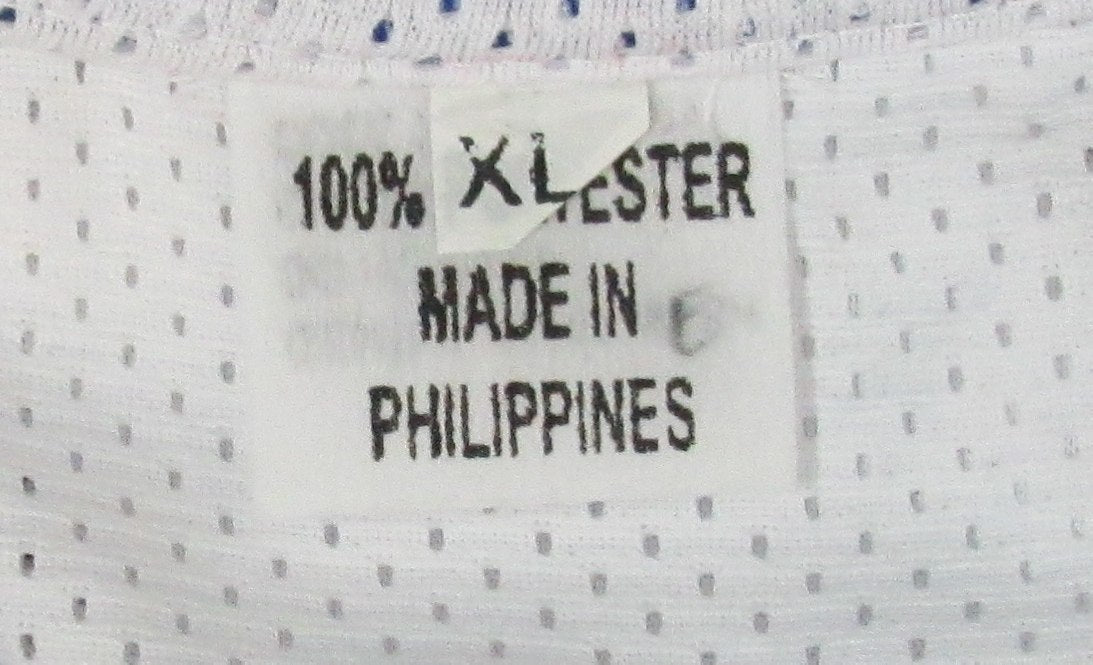 100% XL ESTER
MADE IN
PHILIPPINES